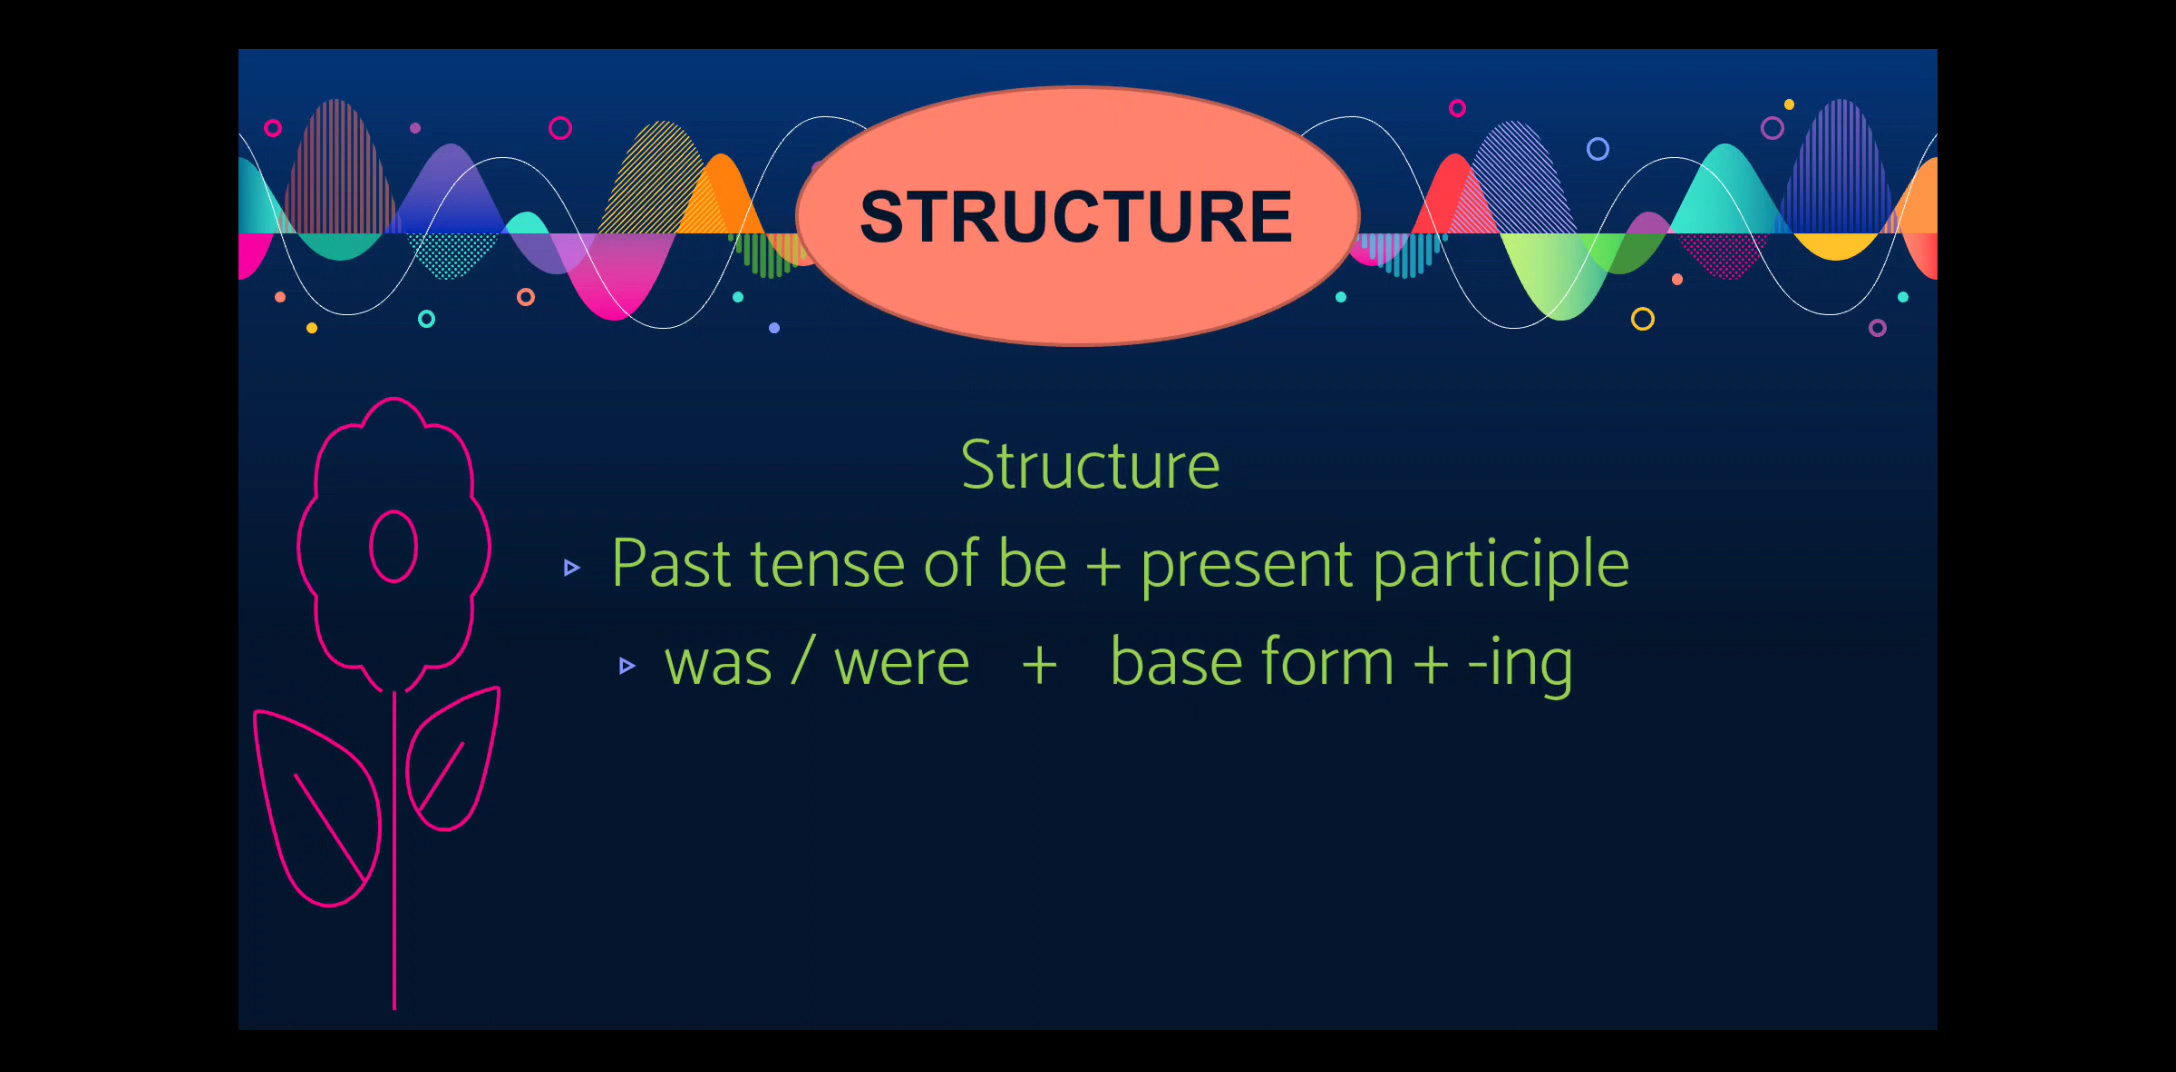 STRUCTURE
Structure
Past tense of be + present participle
was / were + base form + -ing